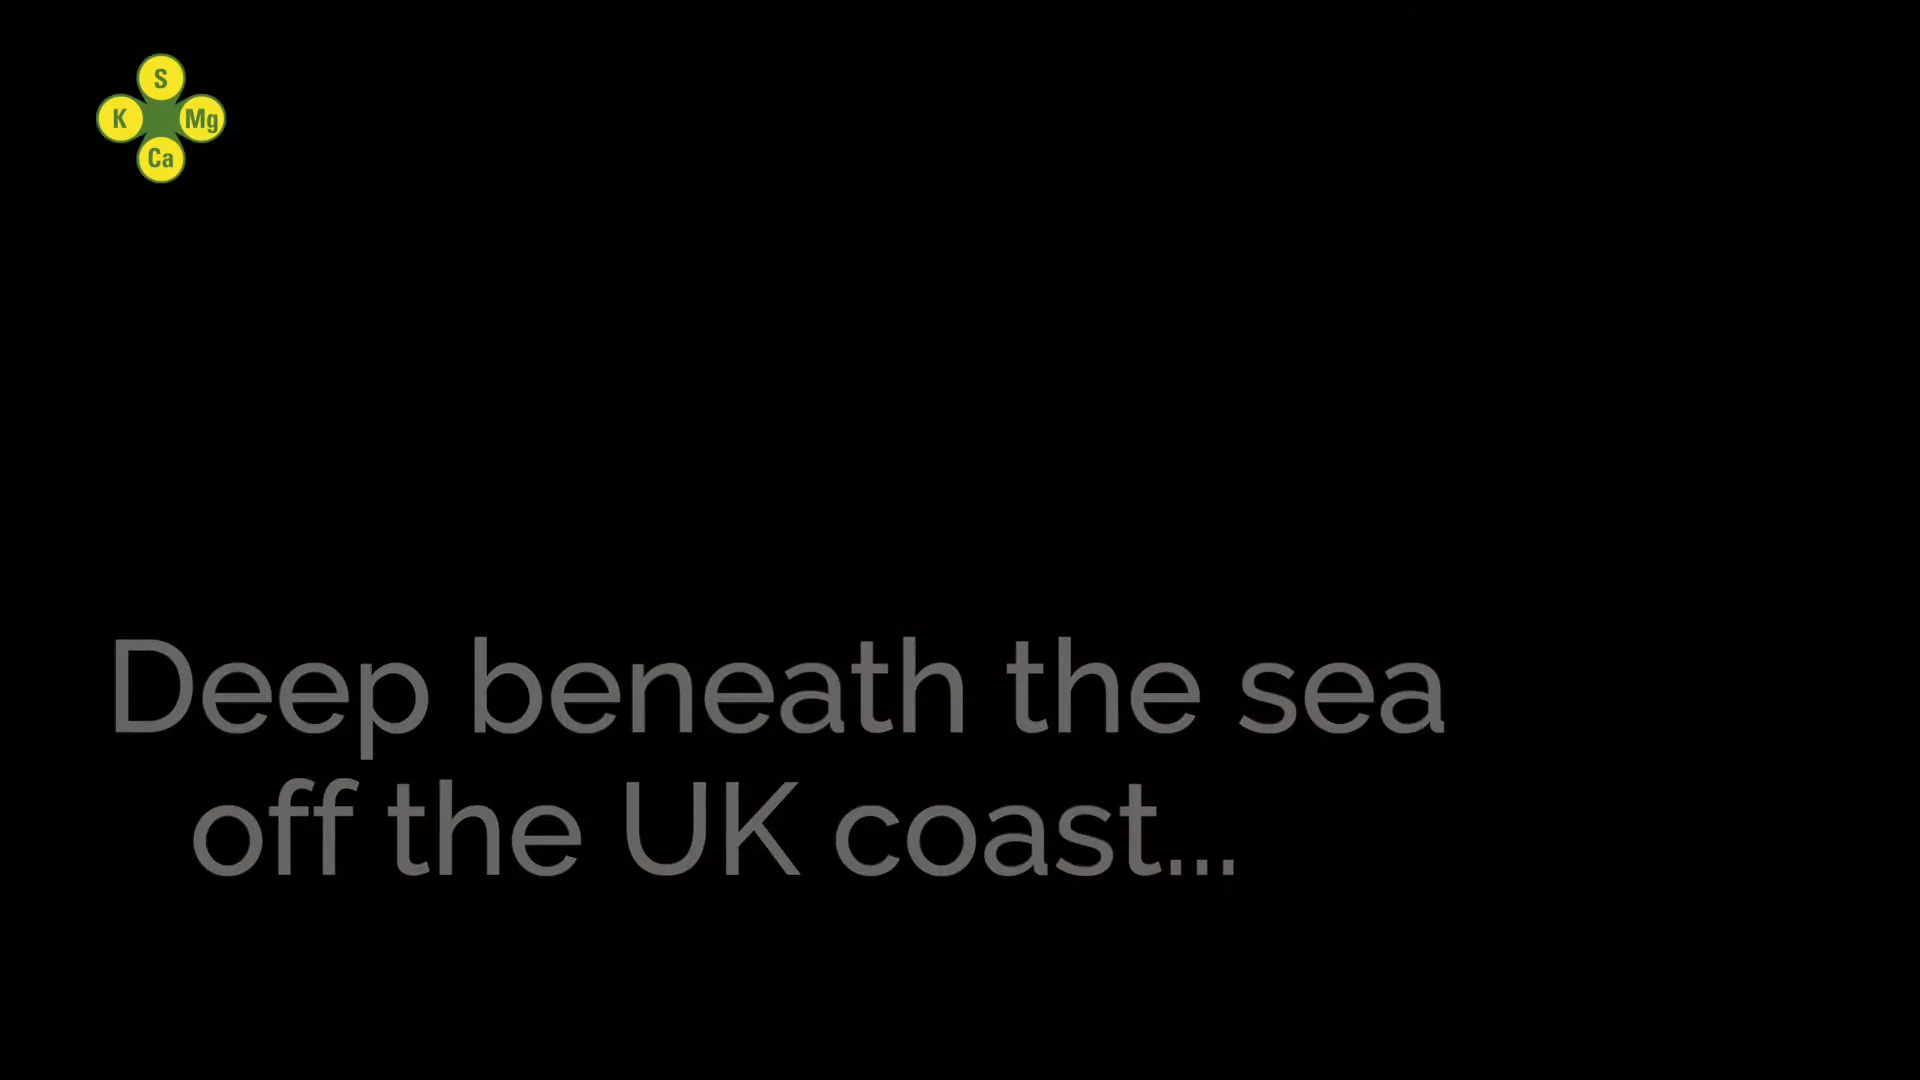 S
K Mg
Ca
Deep beneath the sea
off the UK coast...